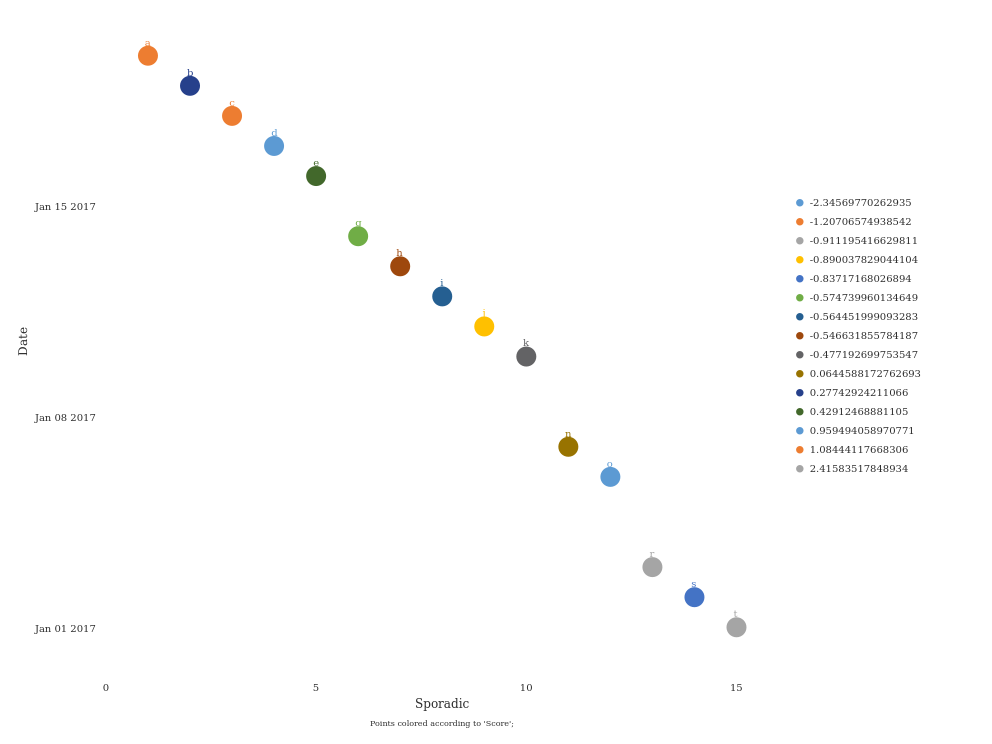 a
b
c
d
e
g
h
i
j
k
n
o
r
s
t
Jan 15 2017
Jan 08 2017
Jan 01 2017
Date
0 5 10 15
Sporadic
Points colored according to 'Score';
-2.34569770262935
-1.20706574938542
-0.911195416629811
-0.890037829044104
-0.83717168026894
-0.574739960134649
-0.564451999093283
-0.546631855784187
-0.477192699753547
0.0644588172762693
0.27742924211066
0.42912468881105
0.959494058970771
1.08444117668306
2.41583517848934